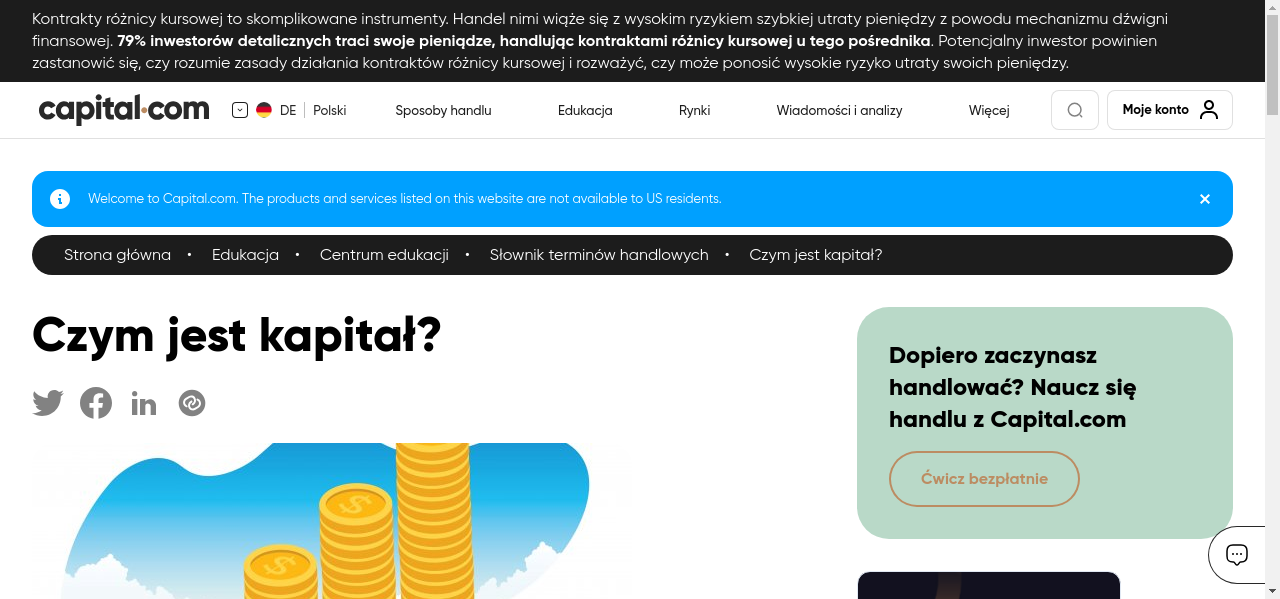 Kontrakty różnicy kursowej to skomplikowane instrumenty. Handel nimi wiąże się z wysokim ryzykiem szybkiej utraty pieniędzy z powodu mechanizmu dźwigni
finansowej. 79% inwestorów detalicznych traci swoje pieniądze, handlując kontraktami różnicy kursowej u tego pośrednika. Potencjalny inwestor powinien
zastanowić się, czy rozumie zasady działania kontraktów różnicy kursowej i rozważyć, czy może ponosić wysokie ryzyko utraty swoich pieniędzy.
capital.com DE Polski Sposoby handlu Edukacja Rynki Wiadomości i analizy Więcej Moje konto
Welcome to Capital.com. The products and services listed on this website are not available to US residents.
Strona główna • Edukacja • Centrum edukacji • Słownik terminów handlowych • Czym jest kapitał?
Czym jest kapitał?
Dopiero zaczynasz
handlować? Naucz się
handlu z Capital.com
Ćwicz bezpłatnie